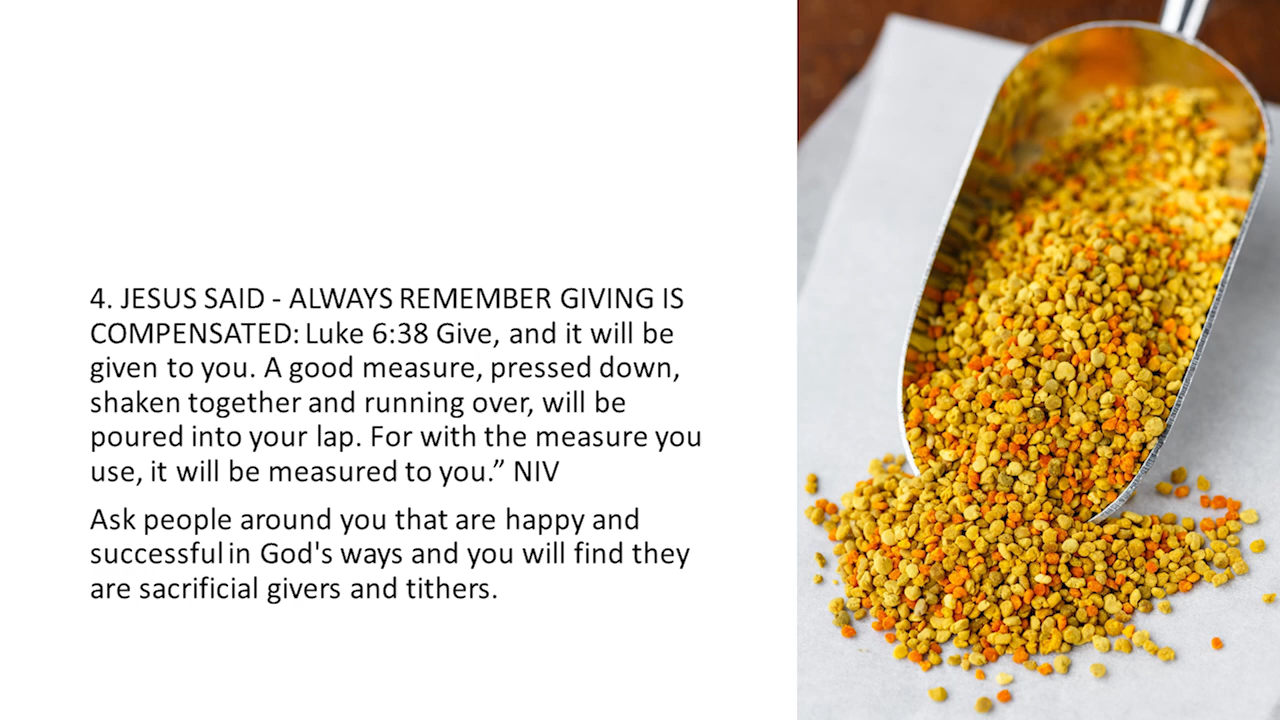 4. JESUS SAID - ALWAYS REMEMBER GIVING IS
COMPENSATED: Luke 6:38 Give, and it will be
given to you. A good measure, pressed down,
shaken together and running over, will be
poured into your lap. For with the measure you
use, it will be measured to you.” NIV
Ask people around you that are happy and
successful in God's ways and you will find they
are sacrificial givers and tithers.